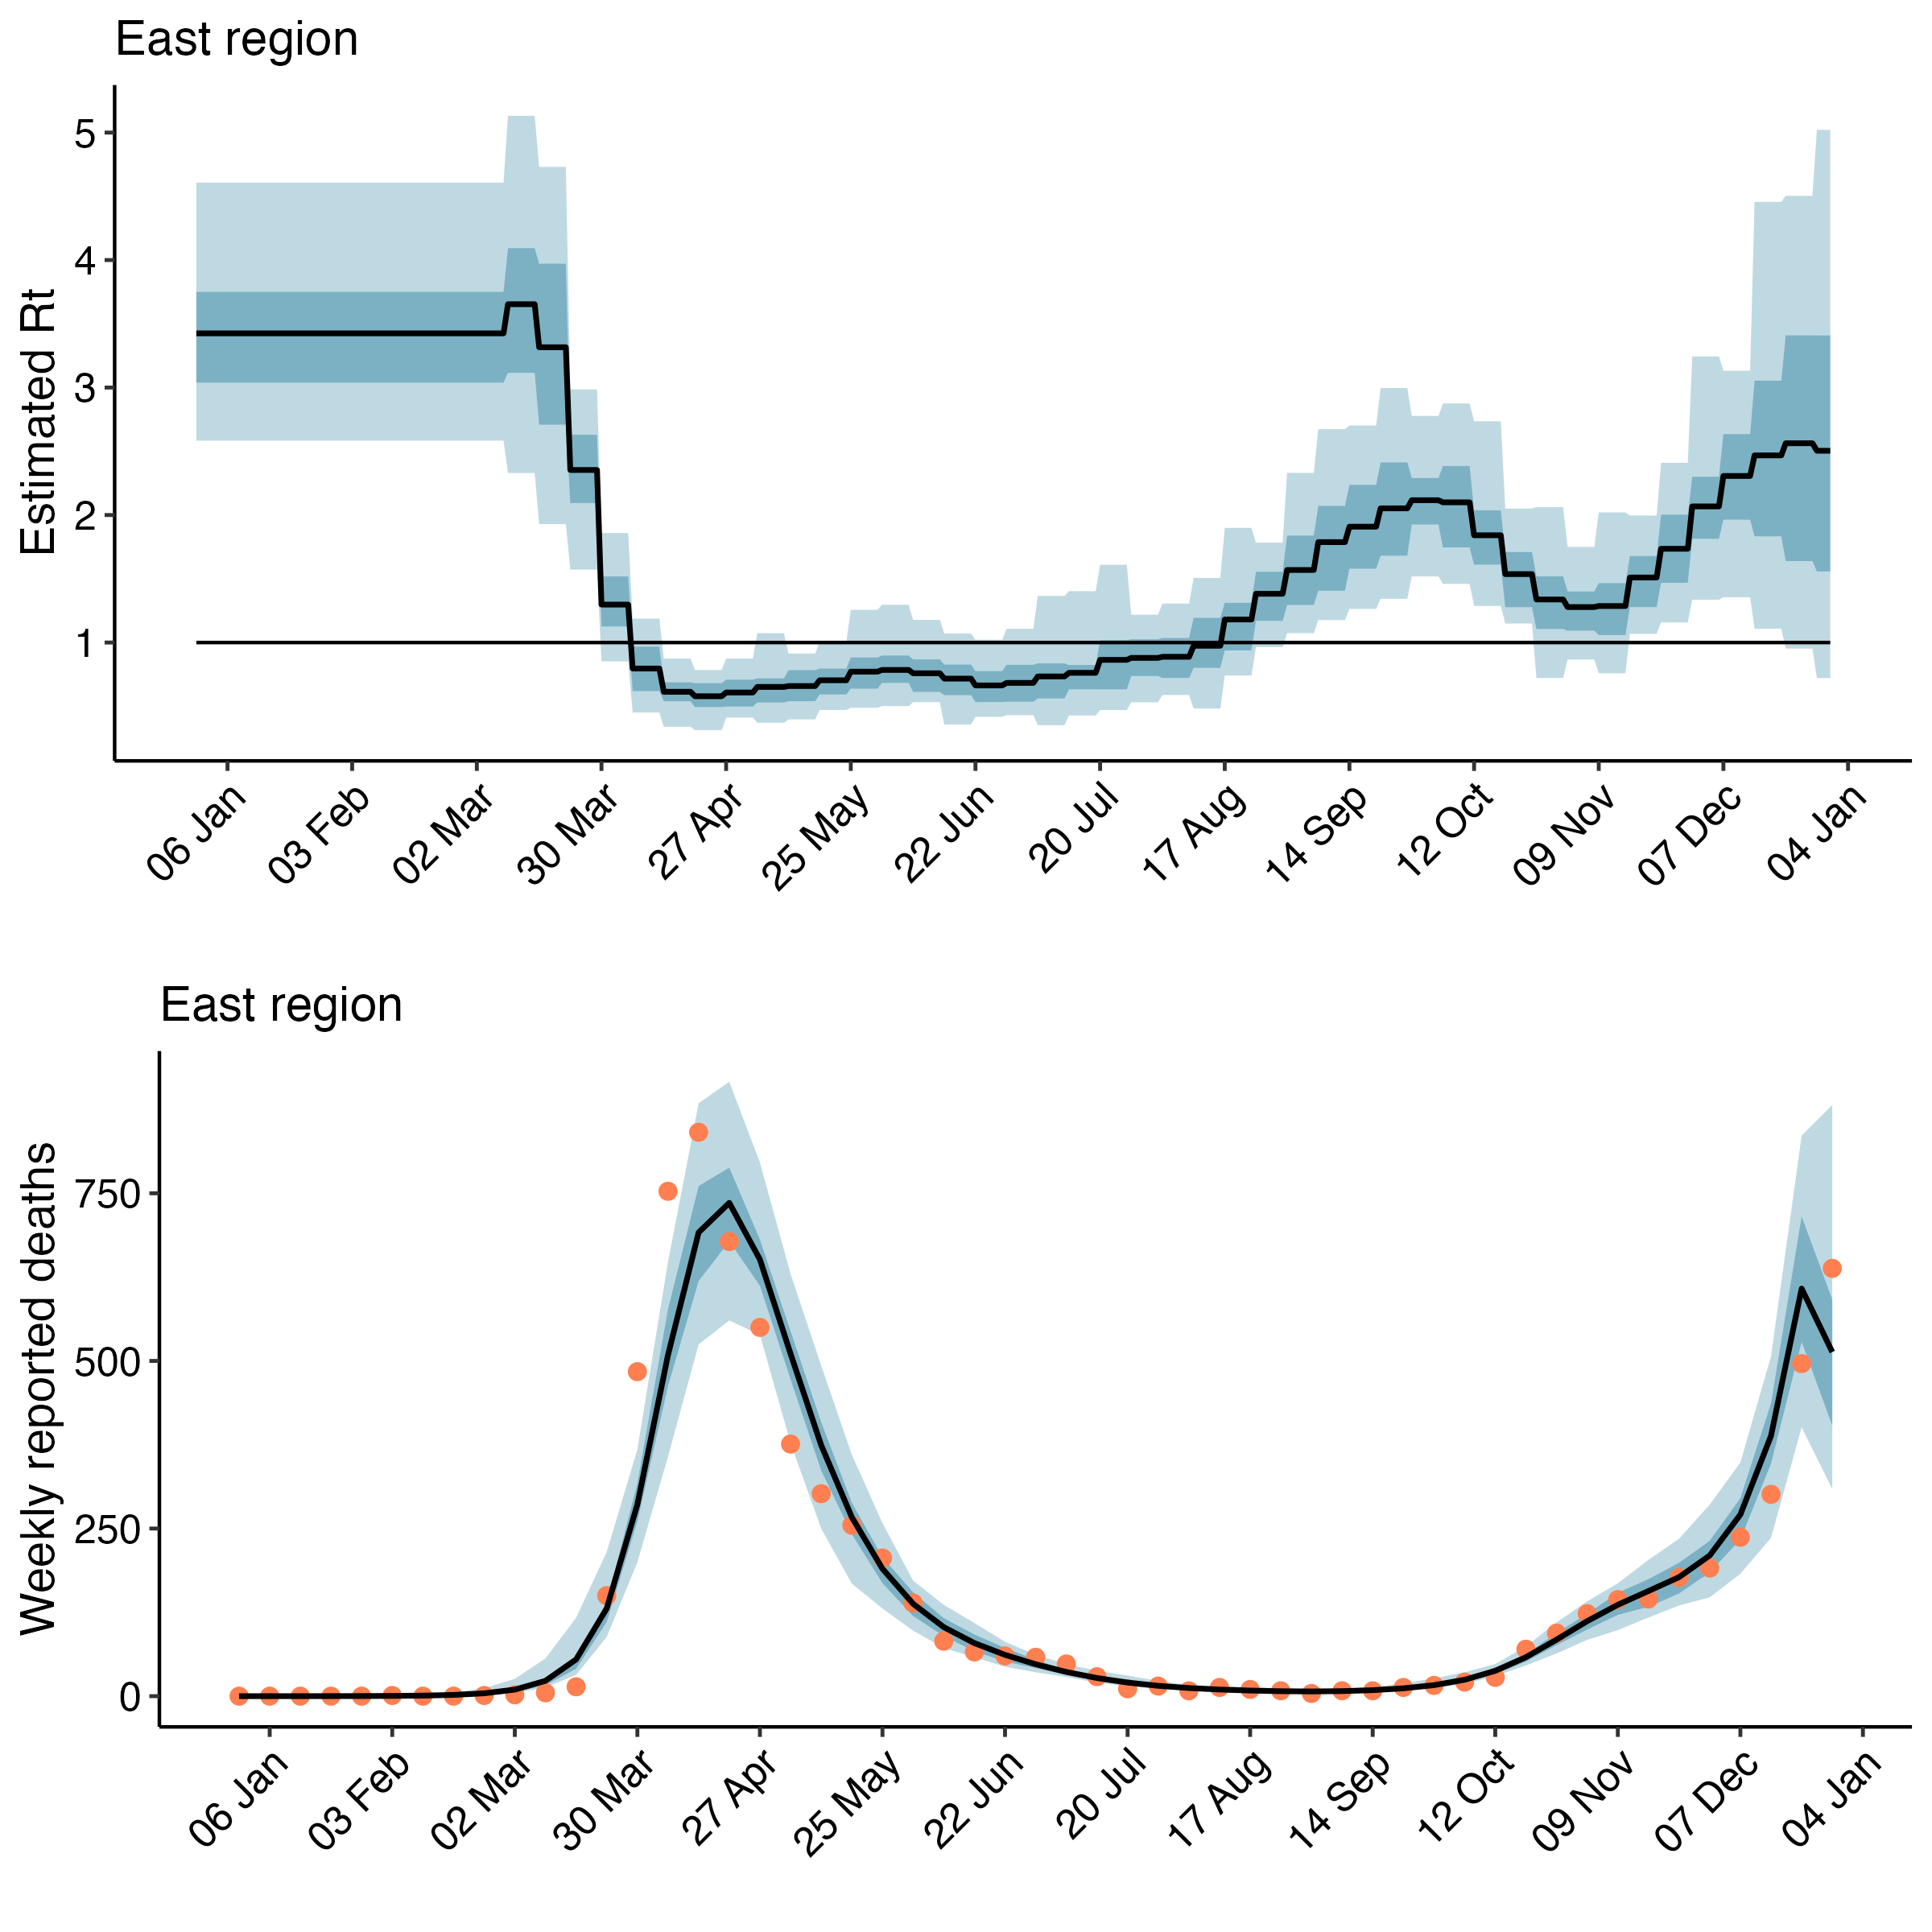 East region
Estimated Rt
5
4
3
2
1
06 Jan
03 Feb
02 Mar
30 Mar
27 Apr
25 May
22 Jun
20 Jul
17 Aug
14 Sep
12 Oct
09 Nov
07 Dec
04 Jan
East region
Weekly reported deaths
750
500
250
0
06 Jan
03 Feb
02 Mar
30 Mar
27 Apr
25 May
22 Jun
20 Jul
17 Aug
14 Sep
12 Oct
09 Nov
07 Dec
04 Jan